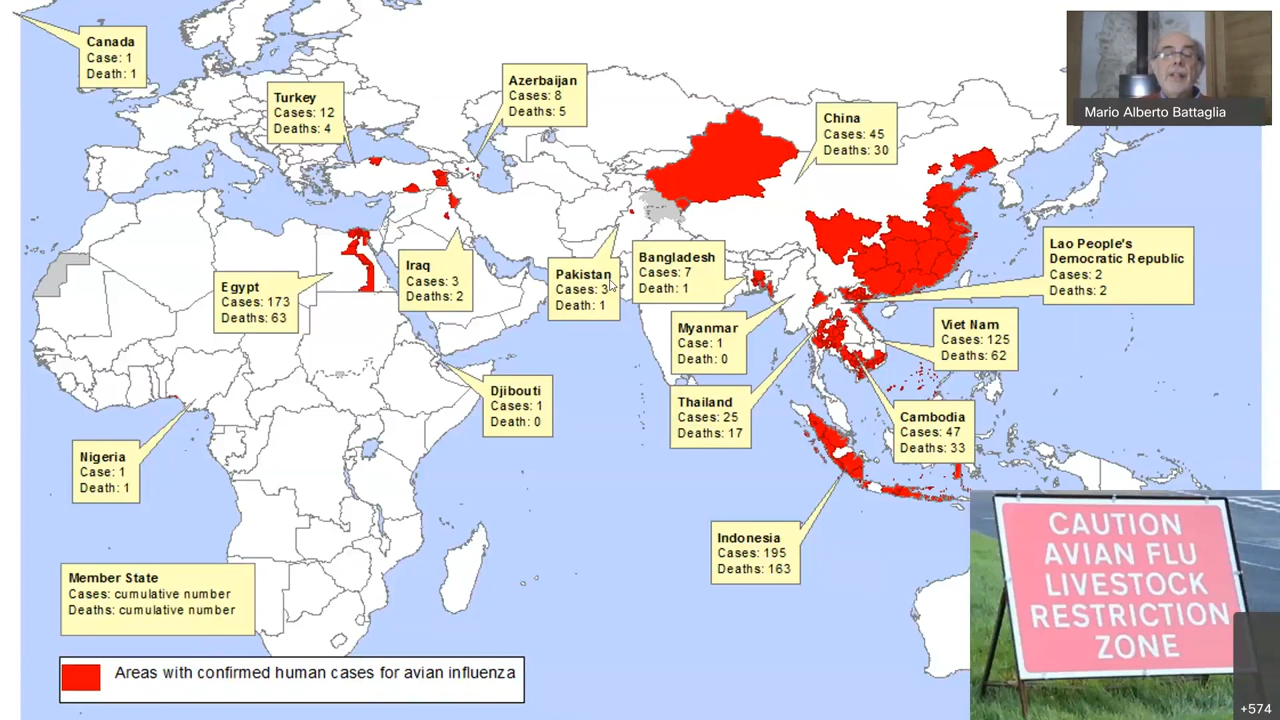 Canada
Case: 1
Death: 1
Turkey
Cases: 12
Deaths: 4
Azerbaijan
Cases: 8
Deaths: 5
China
Cases: 45
Deaths: 30
Mario Alberto Battaglia
Egypt
Cases: 173
Deaths: 63
Iraq
Cases: 3
Deaths: 2
Pakistan
Cases: 3
Death: 1
Bangladesh
Cases: 7
Death: 1
Lao People's
Democratic Republic
Cases: 2
Deaths: 2
Myanmar
Case: 1
Death: 0
Viet Nam
Cases: 125
Deaths: 62
Djibouti
Cases: 1
Death: 0
Thailand
Cases: 25
Deaths: 17
Cambodia
Cases: 47
Deaths: 33
Nigeria
Case: 1
Death: 1
Indonesia
Cases: 195
Deaths: 163
Member State
Cases: cumulative number
Deaths: cumulative number
Areas with confirmed human cases for avian influenza
CAUTION
AVIAN FLU
LIVESTOCK
RESTRICTION
ZONE
+574